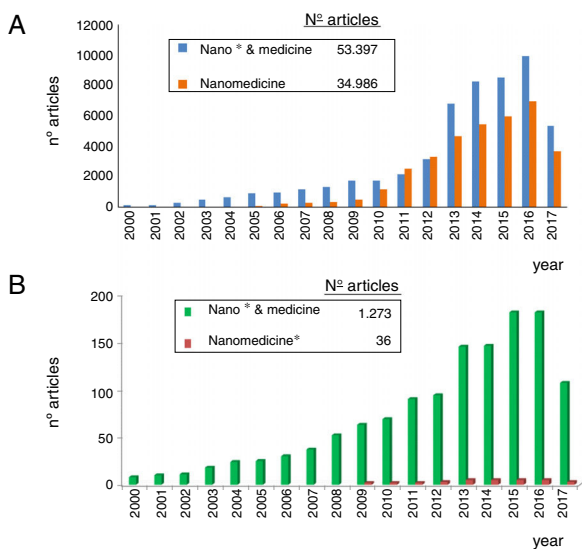 A
Nº articles
Nano * & medicine 53.397
Nanomedicine 34.986
nº articles
12000
10000
8000
6000
4000
2000
0
2000 2001 2002 2003 2004 2005 2006 2007 2008 2009 2010 2011 2012 2013 2014 2015 2016 2017
year
B
Nº articles
Nano * & medicine 1.273
Nanomedicine* 36
nº articles
200
150
100
50
0
2000 2001 2002 2003 2004 2005 2006 2007 2008 2009 2010 2011 2012 2013 2014 2015 2016 2017
year